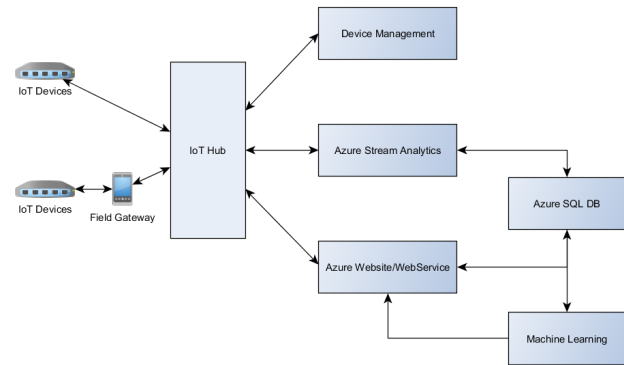 Device Management
IoT Devices
IoT Hub
Azure Stream Analytics
IoT Devices
Field Gateway
Azure SQL DB
Azure Website/WebService
Machine Learning